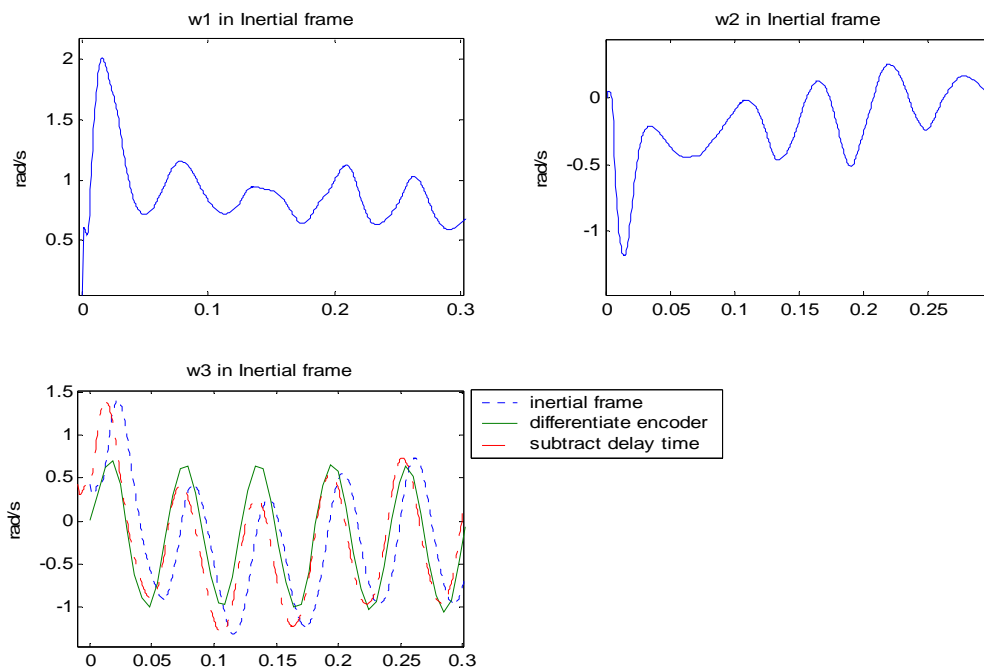 w1 in Inertial frame
2
1.5
1
0.5
rad/s
0 0.1 0.2 0.3
w2 in Inertial frame
0
-0.5
-1
rad/s
0 0.05 0.1 0.15 0.2 0.25
w3 in Inertial frame
1.5
1
0.5
0
-0.5
-1
rad/s
0 0.05 0.1 0.15 0.2 0.25 0.3
inertial frame
differentiate encoder
subtract delay time